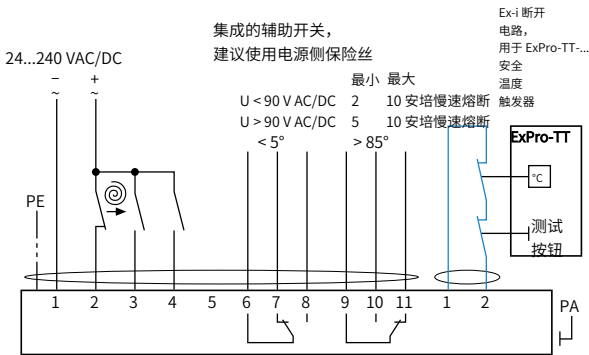 Ex-i 断开
电路，
用于 ExPro-TT-...
安全
温度
触发器
集成的辅助开关，
建议使用电源侧保险丝
24...240 VAC/DC
− +
~ ~
最小 最大
U < 90 V AC/DC 2 10 安培慢速熔断
U > 90 V AC/DC 5 10 安培慢速熔断
< 5° > 85°
ExPro-TT
°C
PE
测试
按钮
1 2 3 4 5 6 7 8 9 10 11 1 2
PA